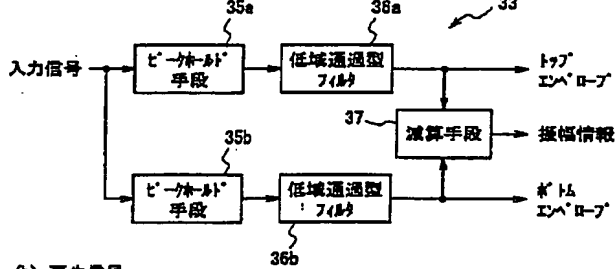 35a
36a
33
入力信号
ピークホールド
手段
低域通過型
フィルタ
トップ
エンベロープ
37
減算手段
振幅情報
35b
ピークホールド
手段
低域通過型
フィルタ
ボトム
エンベロープ
36b